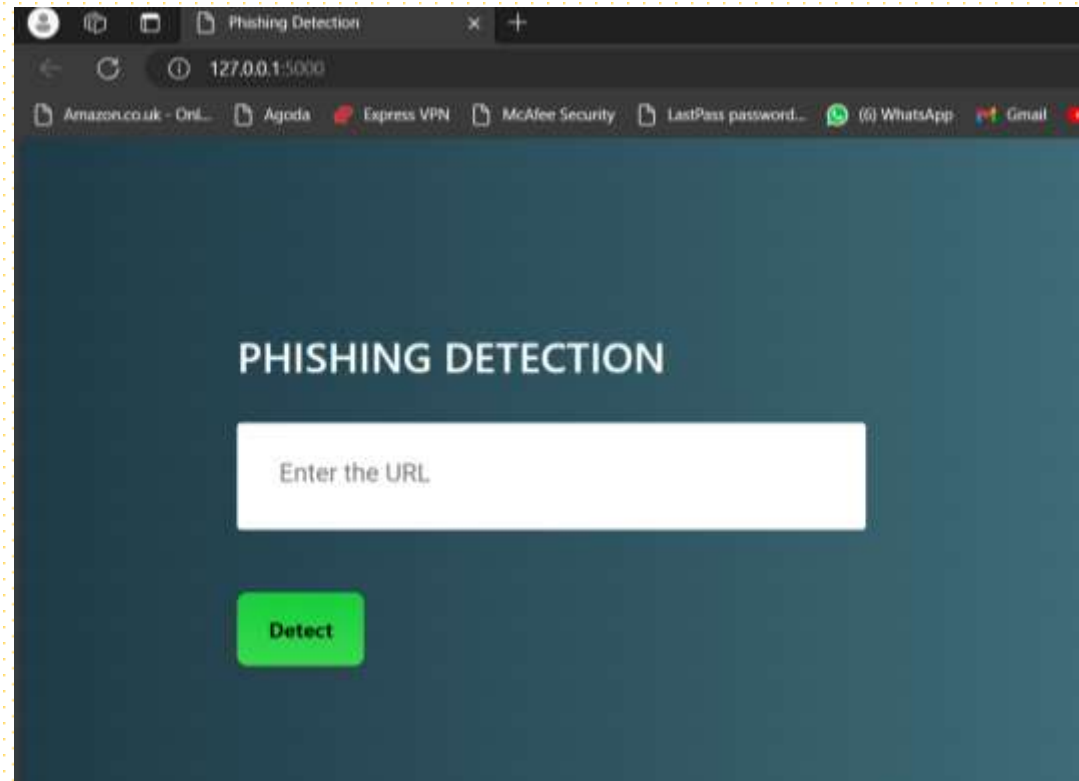 Phishing Detection
127.0.0.1:5000
Amazon.co.uk - Onl... Agoda Express VPN McAfee Security LastPass password... (6) WhatsApp Gmail
PHISHING DETECTION
Enter the URL
Detect